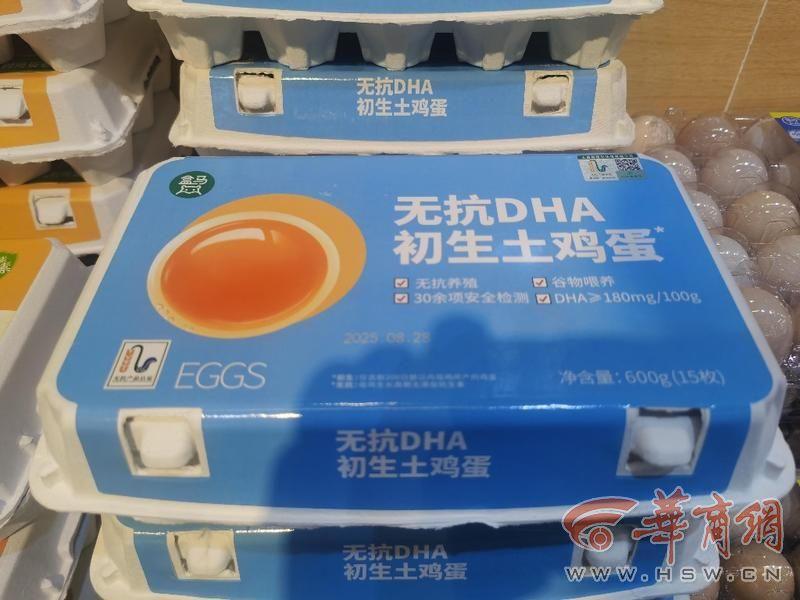 无抗DHA
初生土鸡蛋
盒马
无抗DHA
初生土鸡蛋*
无抗养殖
谷物喂养
30余项安全检测
DHA≥180mg/100g
2025.08.28
EGGS
净含量:600g(15枚)
无抗DHA
初生土鸡蛋
无抗DHA
初生土鸡蛋
華商網
WWW.HSW.CN